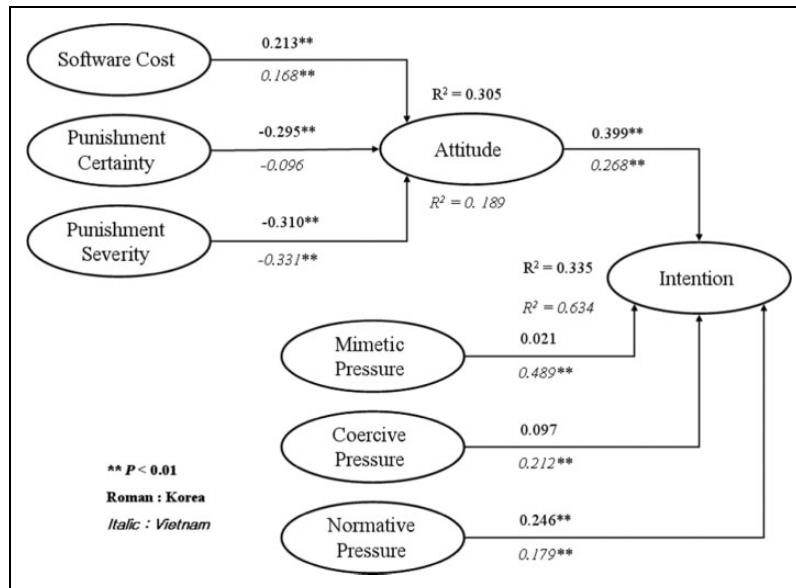 Software Cost
0.213**
0.168**
R² = 0.305
Punishment
Certainty
-0.295**
-0.096
Attitude
0.399**
0.268**
R² = 0. 189
Punishment
Severity
-0.310**
-0.331**
R² = 0.335
R² = 0.634
Intention
Mimetic
Pressure
0.021
0.489**
Coercive
Pressure
0.097
0.212**
Normative
Pressure
0.246**
0.179**
** P < 0.01
Roman : Korea
Italic : Vietnam